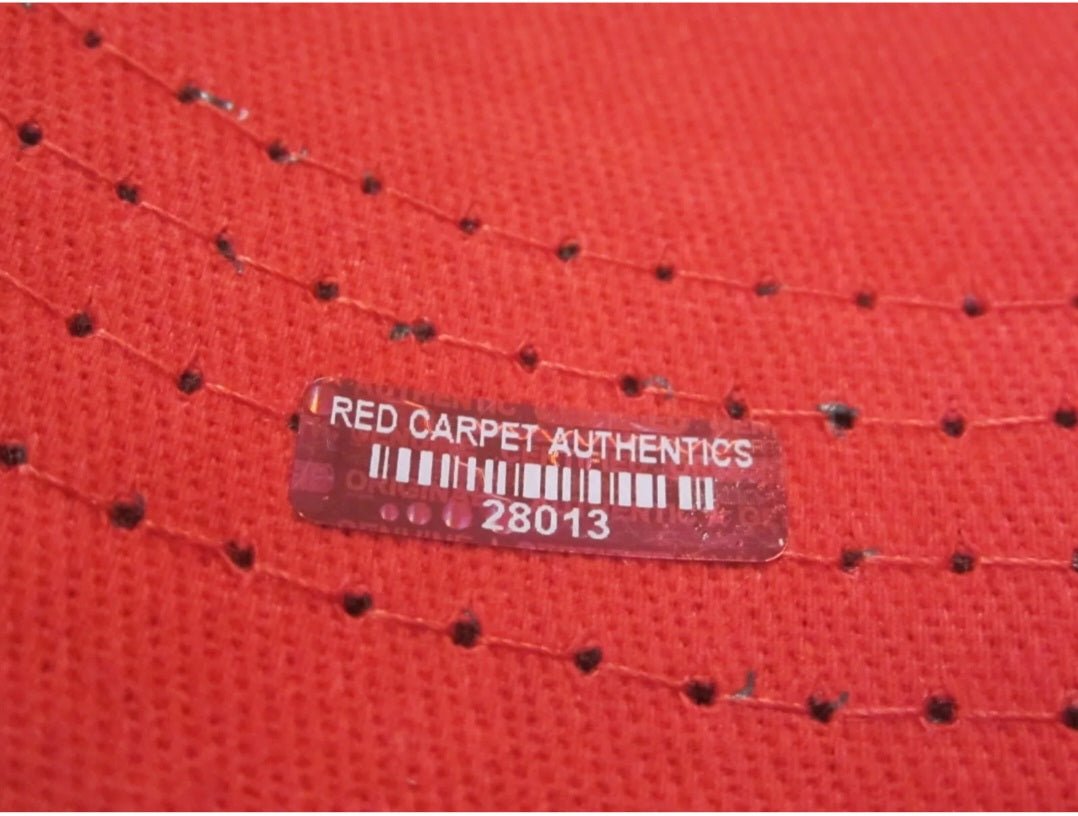 RED CARPET AUTHENTICS
28013